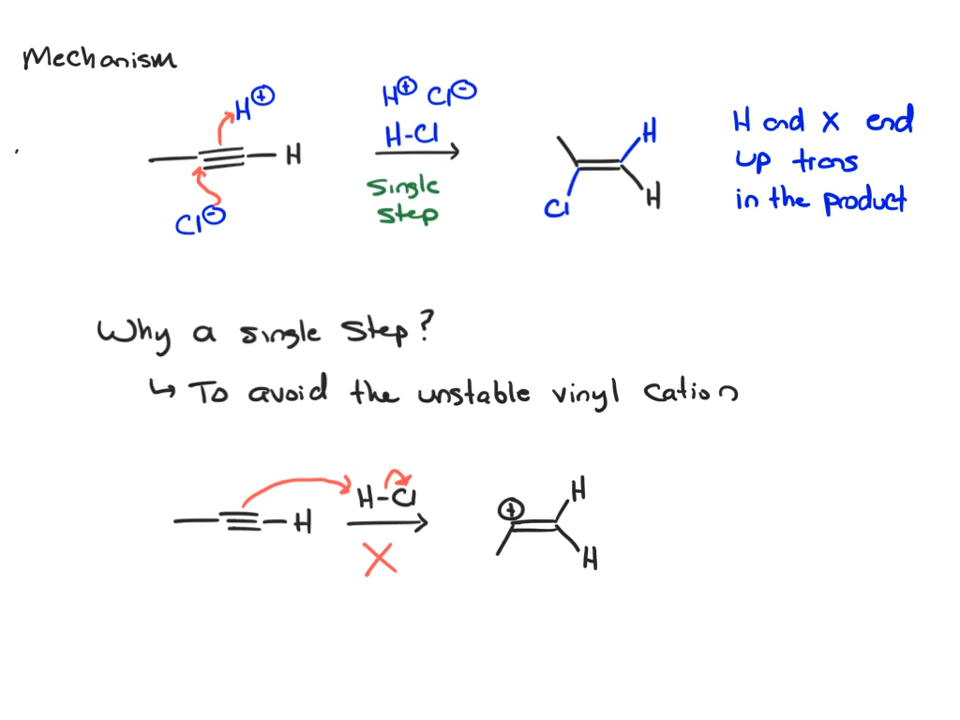 Mechanism
H⊕
H⊕ Cl⊖
H-Cl
H
Single
step
Cl⊖
H
H
Cl
H and X end
up trans
in the product
Why a single step?
↳ To avoid the unstable vinyl cation
H
H-Cl
X
⊕
H
H